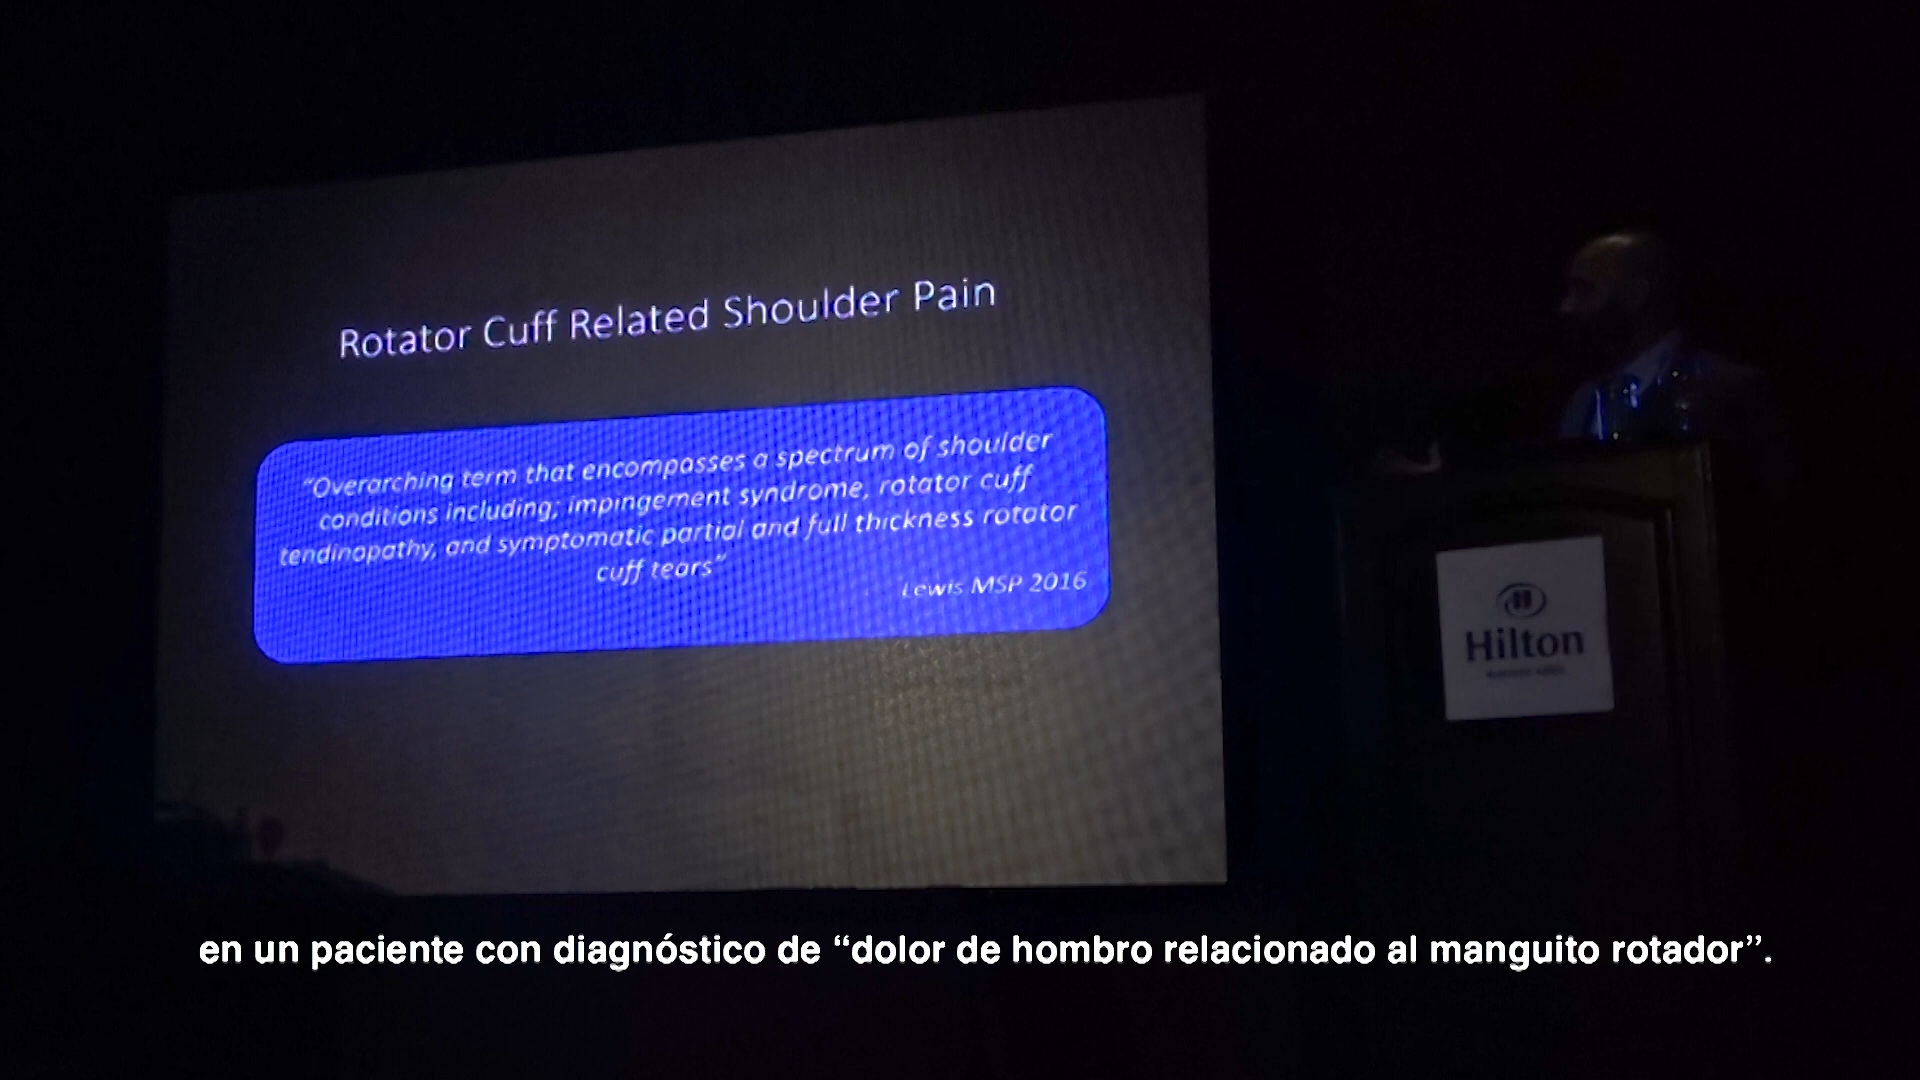 Rotator Cuff Related Shoulder Pain
“Overarching term that encompasses a spectrum of shoulder
conditions including; impingement syndrome, rotator cuff
tendinopathy, and symptomatic partial and full thickness rotator
cuff tears”
Lewis MSP 2016
Hilton
en un paciente con diagnóstico de “dolor de hombro relacionado al manguito rotador”.